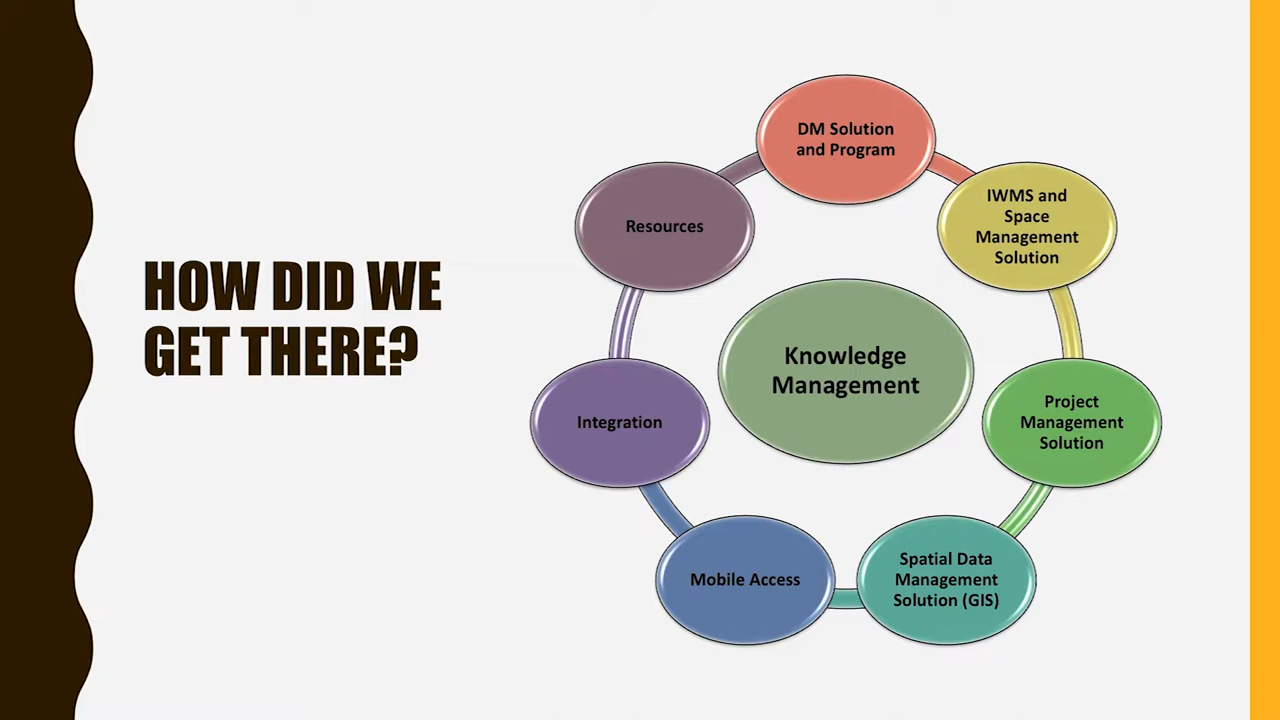 HOW DID WE
GET THERE?
DM Solution
and Program
IWMS and
Space
Management
Solution
Project
Management
Solution
Spatial Data
Management
Solution (GIS)
Mobile Access
Integration
Resources
Knowledge
Management